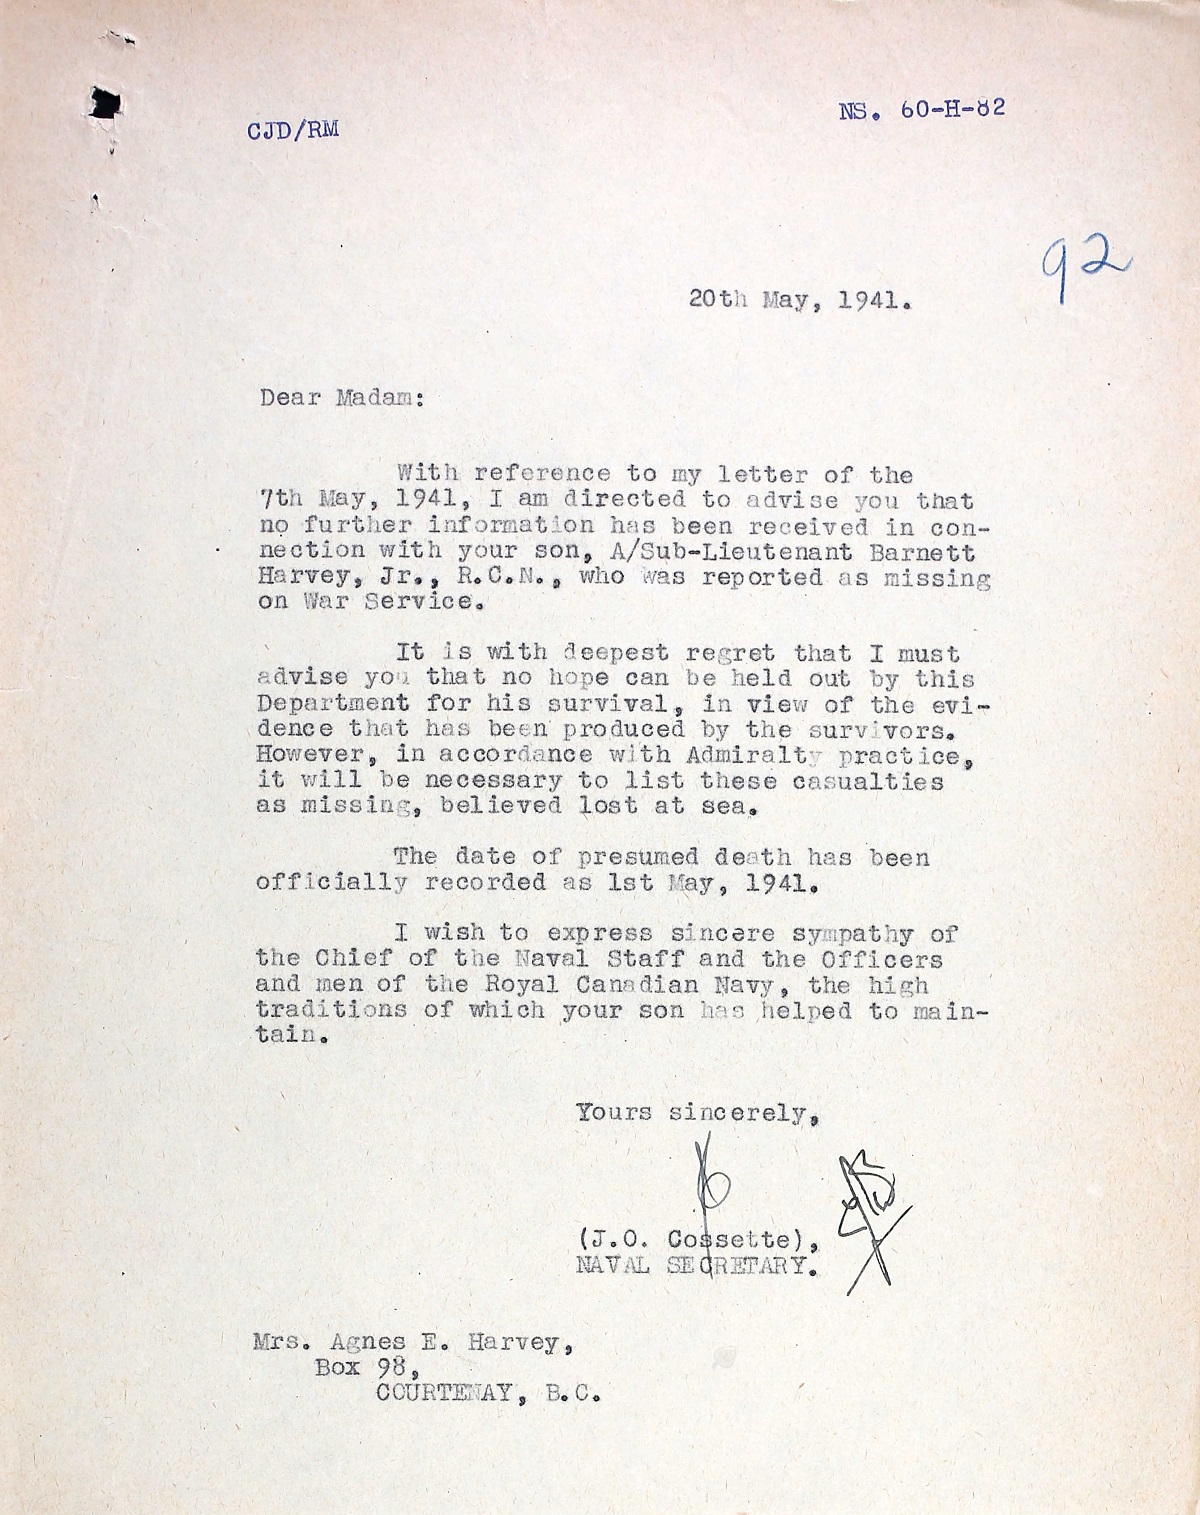 CJD/RM
NS. 60-H-82
92
20th May, 1941.
Dear Madam:
With reference to my letter of the
7th May, 1941, I am directed to advise you that
no further information has been received in con-
nection with your son, A/Sub-Lieutenant Barnett
Harvey, Jr., R.C.N., who was reported as missing
on War Service.
It is with deepest regret that I must
advise you that no hope can be held out by this
Department for his survival, in view of the evi-
dence that has been produced by the survivors.
However, in accordance with Admiralty practice,
it will be necessary to list these casualties
as missing, believed lost at sea.
The date of presumed death has been
officially recorded as 1st May, 1941.
I wish to express sincere sympathy of
the Chief of the Naval Staff and the Officers
and men of the Royal Canadian Navy, the high
traditions of which your son has helped to main-
tain.
Yours sincerely,
(J.O. Cossette),
NAVAL SECRETARY.
Mrs. Agnes E. Harvey,
Box 98,
COURTENAY, B.C.